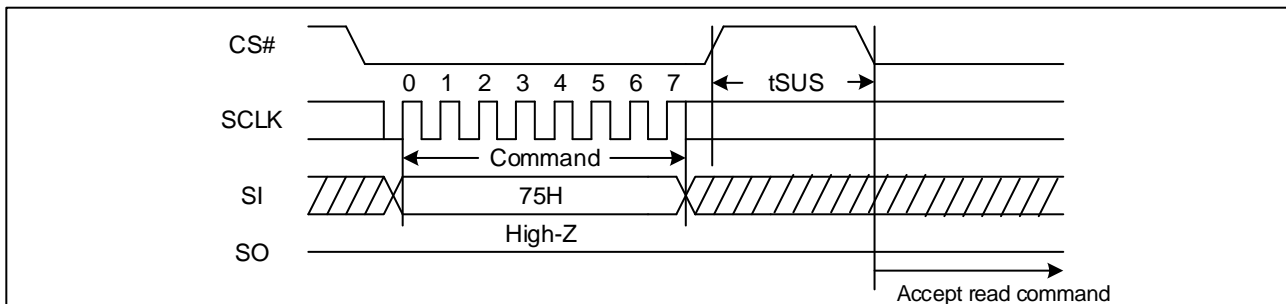 CS#
tSUS
0 1 2 3 4 5 6 7
SCLK
Command
SI
75H
High-Z
SO
Accept read command